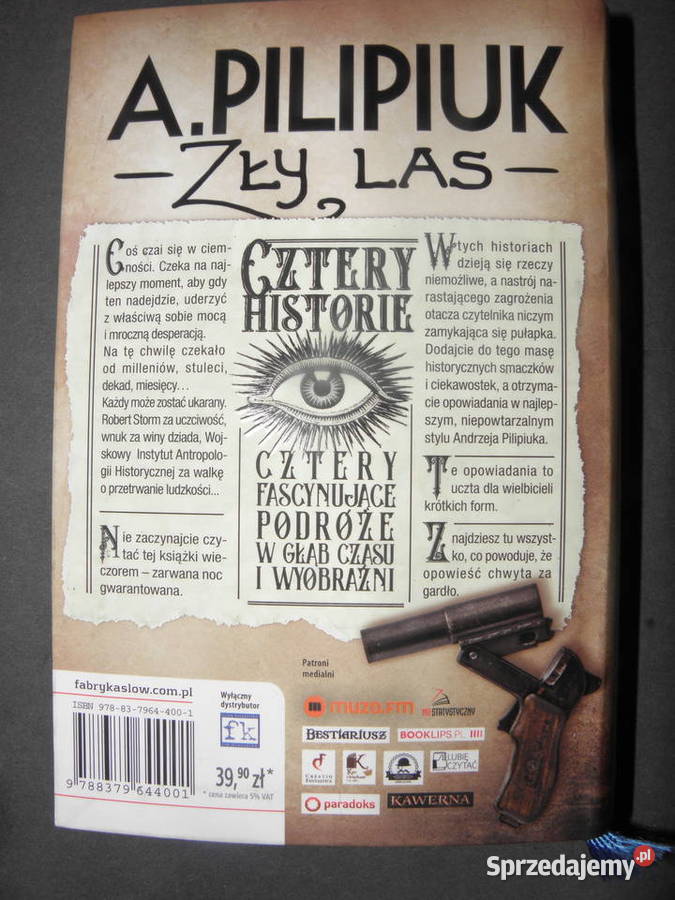 A.PILIPIUK
ZŁY LAS
Coś czai się w ciem-
ności. Czeka na naj-
lepszy moment, aby gdy
ten nadejdzie, uderzyć
z właściwą sobie mocą
i mroczną desperacją.
Na tę chwilę czekało
od milleniów, stuleci,
dekad, miesięcy...
Każdy może zostać ukarany.
Robert Storm za uczciwość,
wnuk za winy dziada, Woj-
skowy Instytut Antropolo-
gii Historycznej za walkę
o przetrwanie ludzkości...
Nie zaczynajcie czy-
tać tej książki wie-
czorem – zarwana noc
gwarantowana.
CZTERY
HISTORIE
CZTERY
FASCYNUJĄCE
PODRÓŻE
W GŁĄB CZASU
I WYOBRAŹNI
W tych historiach
dzieją się rzeczy
niemożliwe, a nastrój na-
rastającego zagrożenia
otacza czytelnika niczym
zamykająca się pułapka.
Dodajcie do tego masę
historycznych smaczków
i ciekawostek, a otrzyma-
cie opowiadania w najlep-
szym, niepowtarzalnym
stylu Andrzeja Pilipiuka.
Te opowiadania to
uczta dla wielbicieli
krótkich form.
Znajdziesz tu wszyst-
ko, co powoduje, że
opowieść chwyta za
gardło.
fabrykaslow.com.pl
ISBN 978-83-7964-400-1
9 788379 644001
Wyłączny
dystrybutor
fk
39,90 zł*
* cena zawiera 5% VAT
Patroni
medialni
muzo.fm
STATYSTYCZNY
BESTIARIUSZ
BOOKLIPS.PL
LUBIĘ
CZYTAĆ
paradoks
KAWERNA
Sprzedajemy.pl